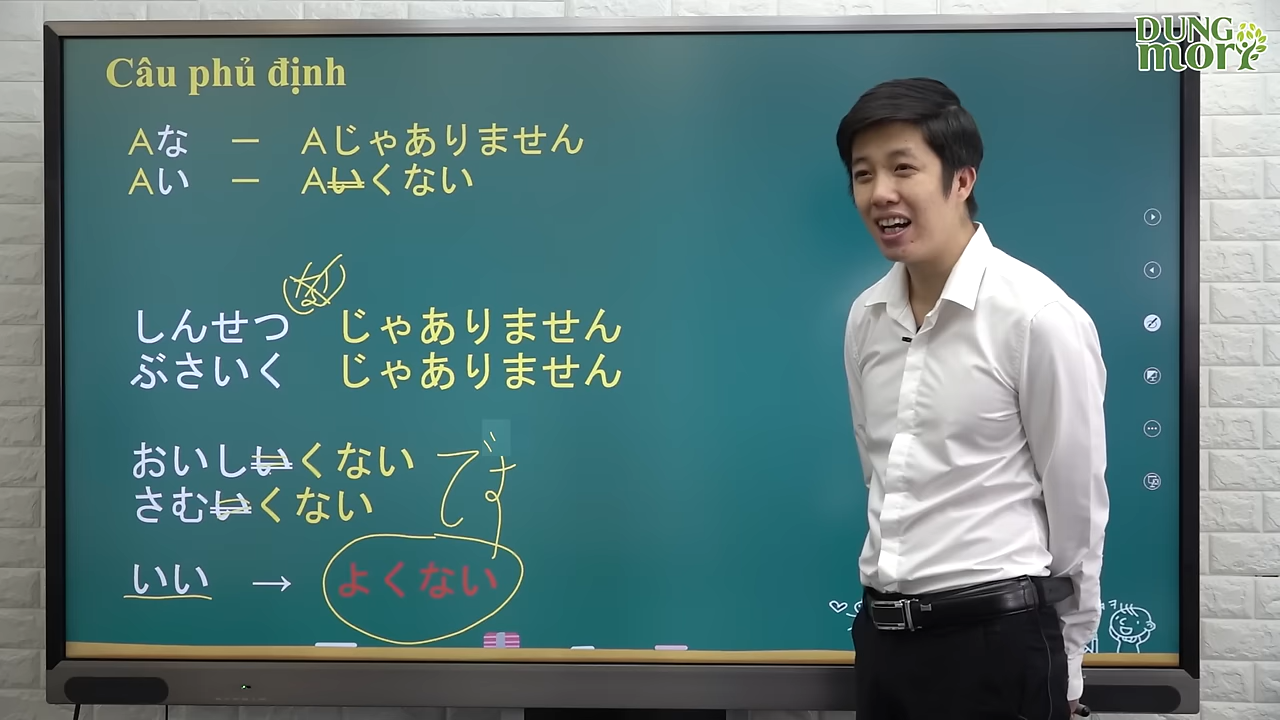 DUNG
mori
Câu phủ định
Aな ー Aじゃありません
Aい ー Aいくない
な
しんせつ じゃありません
ぶさいく じゃありません
おいしいくない です
さむいくない
いい → よくない